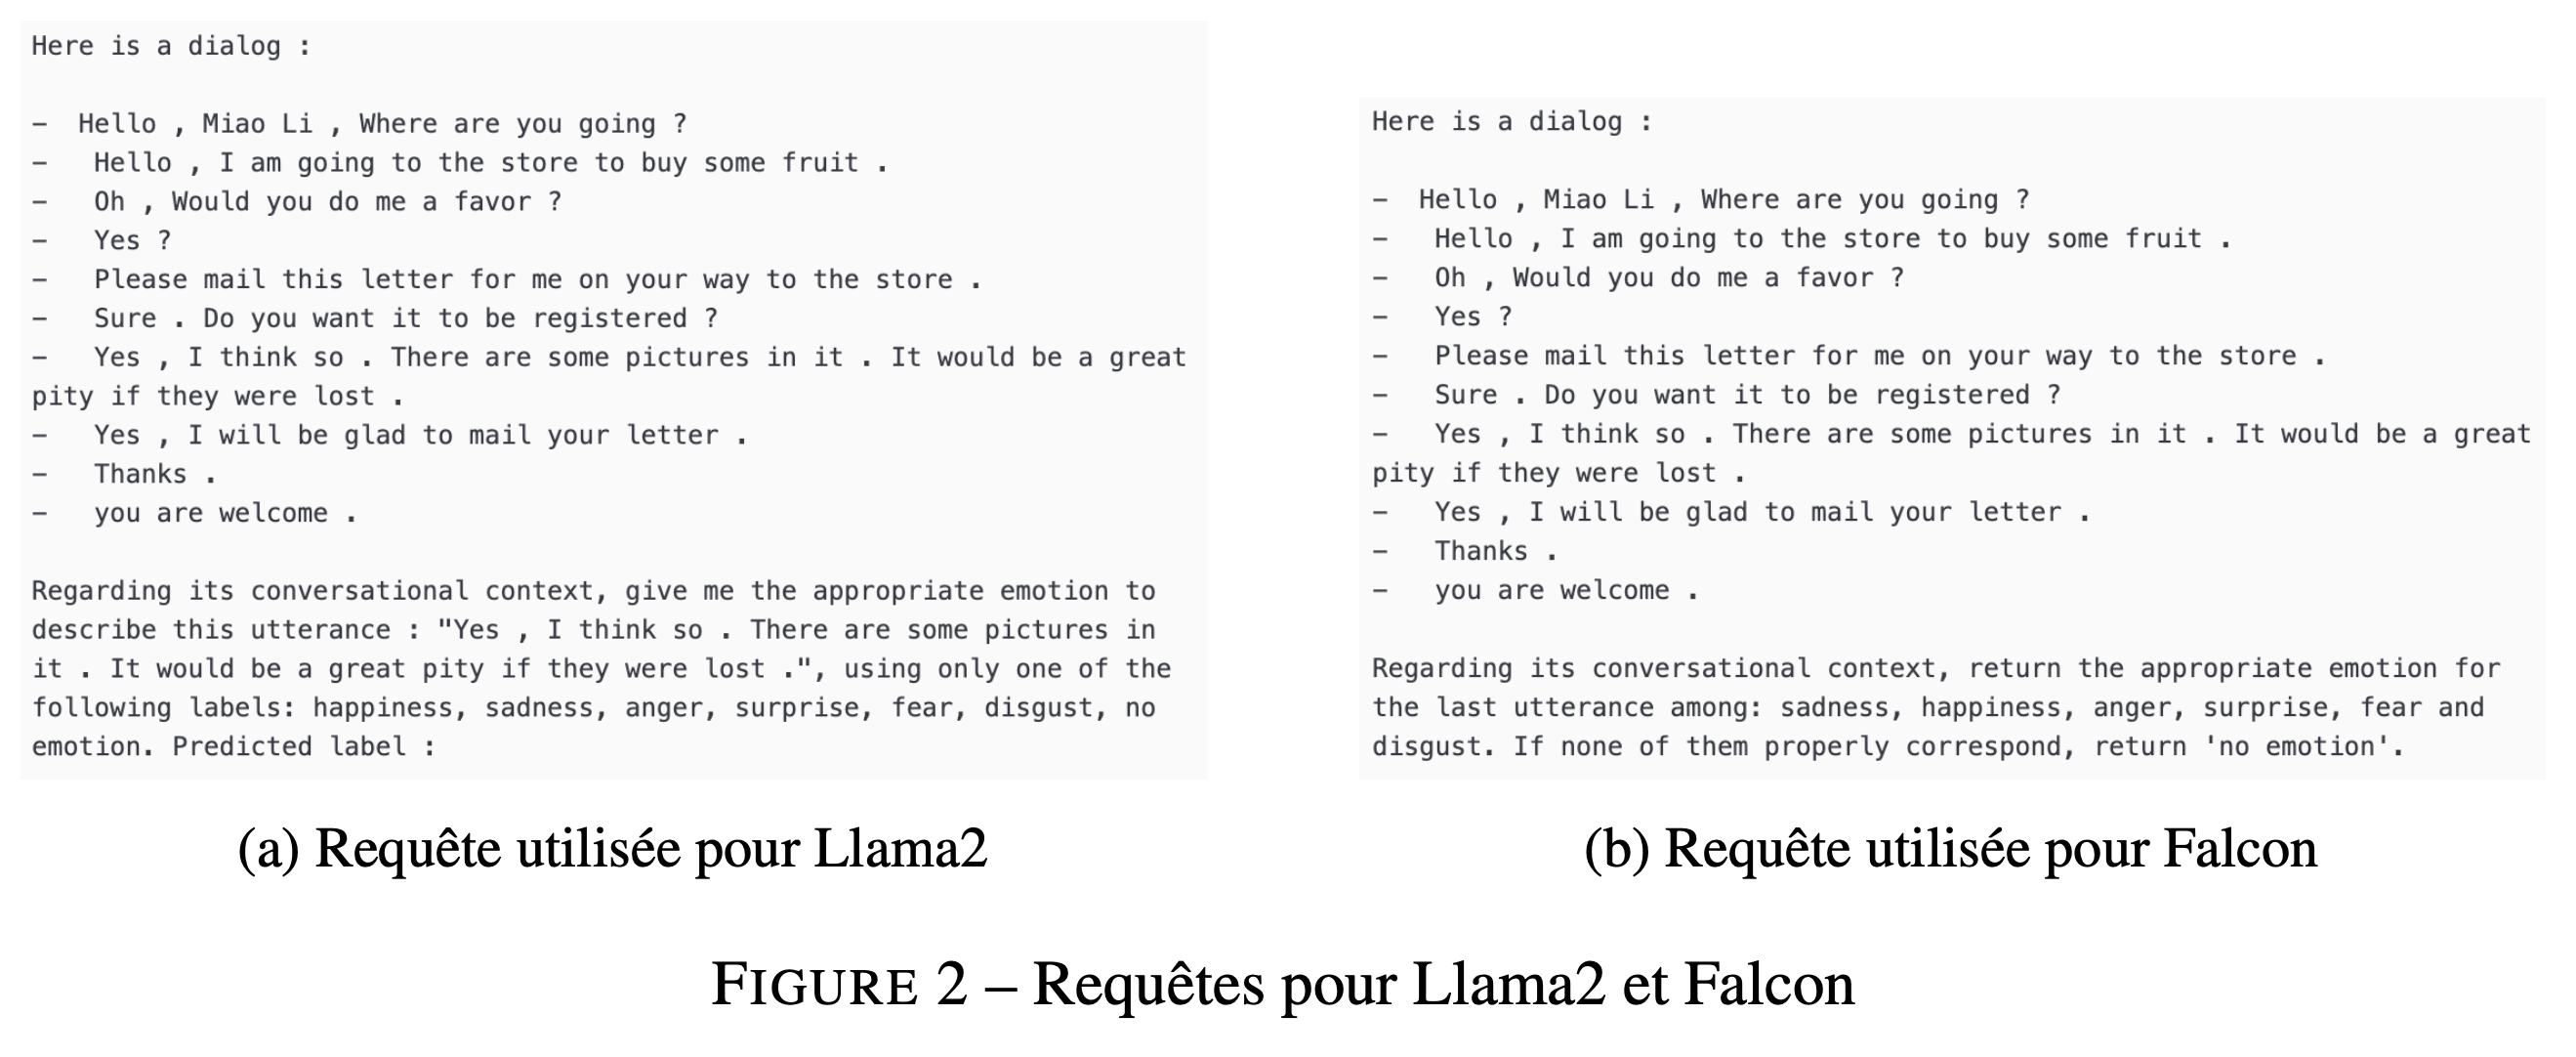 Here is a dialog :
–  Hello , Miao Li , Where are you going ?
–   Hello , I am going to the store to buy some fruit .
–   Oh , Would you do me a favor ?
–   Yes ?
–   Please mail this letter for me on your way to the store .
–   Sure . Do you want it to be registered ?
–   Yes , I think so . There are some pictures in it . It would be a great
pity if they were lost .
–   Yes , I will be glad to mail your letter .
–   Thanks .
–   you are welcome .
Regarding its conversational context, give me the appropriate emotion to
describe this utterance : "Yes , I think so . There are some pictures in
it . It would be a great pity if they were lost .", using only one of the
following labels: happiness, sadness, anger, surprise, fear, disgust, no
emotion. Predicted label :
(a) Requête utilisée pour Llama2
Here is a dialog :
–  Hello , Miao Li , Where are you going ?
–   Hello , I am going to the store to buy some fruit .
–   Oh , Would you do me a favor ?
–   Yes ?
–   Please mail this letter for me on your way to the store .
–   Sure . Do you want it to be registered ?
–   Yes , I think so . There are some pictures in it . It would be a great
pity if they were lost .
–   Yes , I will be glad to mail your letter .
–   Thanks .
–   you are welcome .
Regarding its conversational context, return the appropriate emotion for
the last utterance among: sadness, happiness, anger, surprise, fear and
disgust. If none of them properly correspond, return 'no emotion'.
(b) Requête utilisée pour Falcon
FIGURE 2 – Requêtes pour Llama2 et Falcon